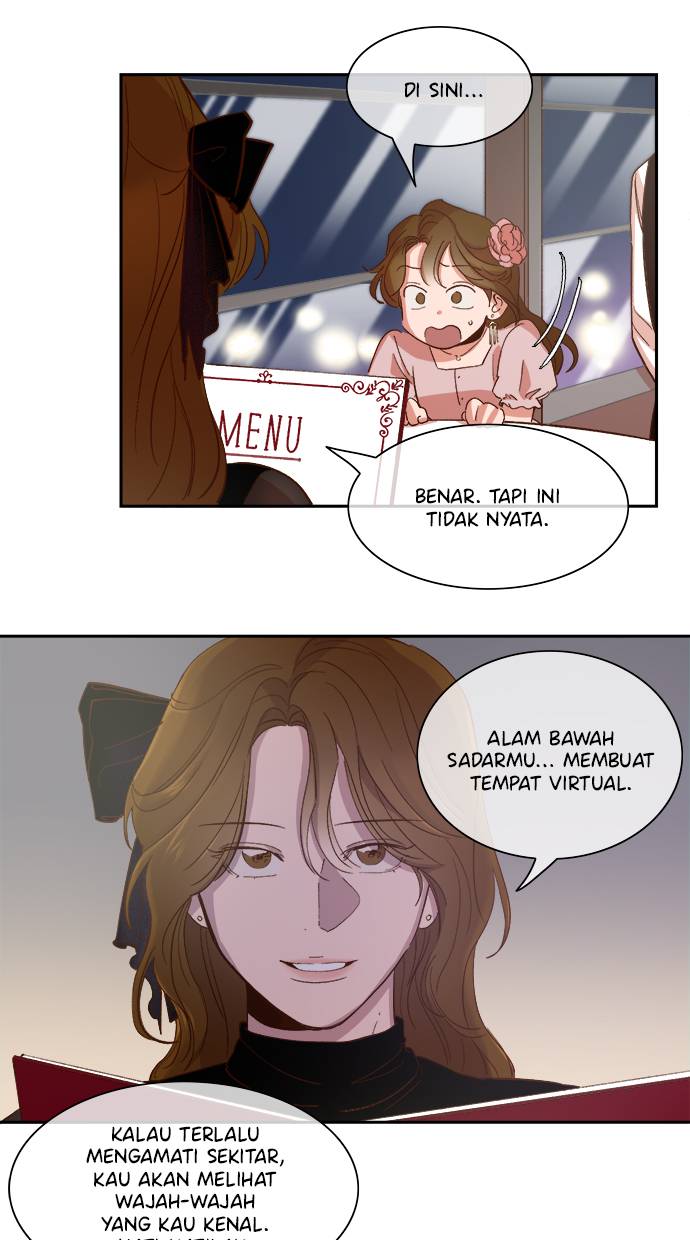 DI SINI...
MENU
BENAR. TAPI INI
TIDAK NYATA.
ALAM BAWAH
SADARMU... MEMBUAT
TEMPAT VIRTUAL.
KALAU TERLALU
MENGAMATI SEKITAR,
KAU AKAN MELIHAT
WAJAH-WAJAH
YANG KAU KENAL.